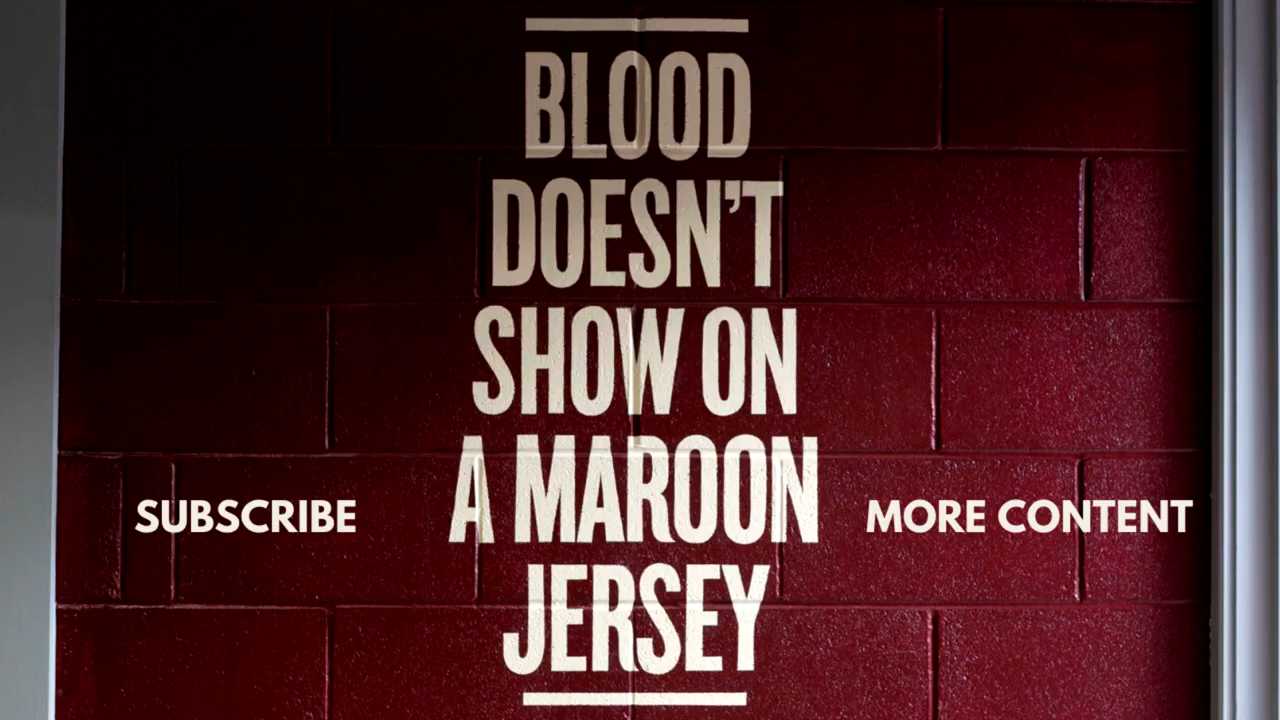 BLOOD
DOESN'T
SHOW ON
A MAROON
JERSEY
SUBSCRIBE
MORE CONTENT